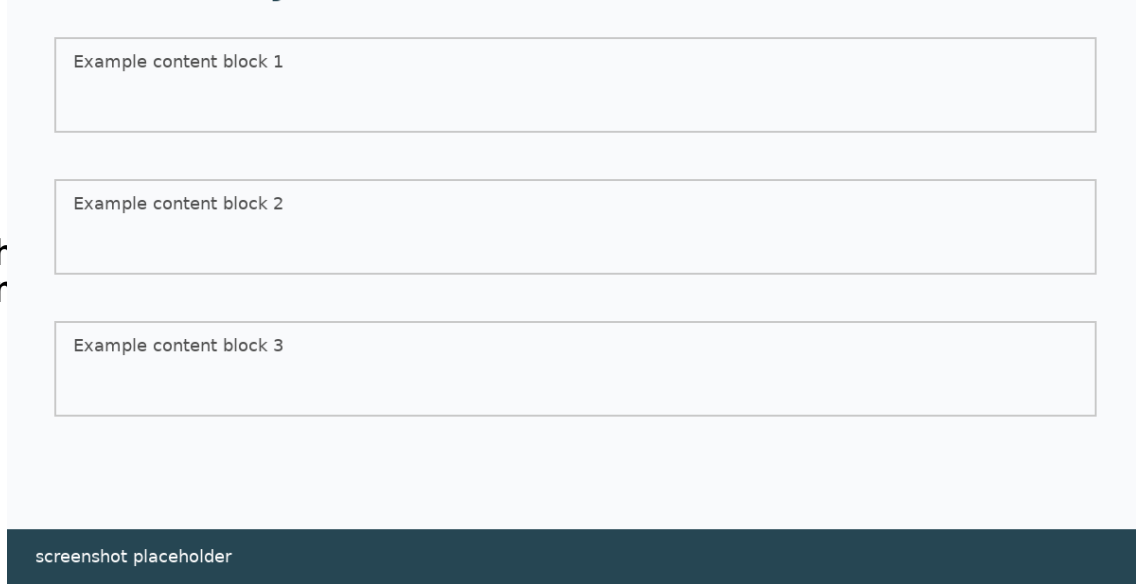 Example content block 1
Example content block 2
Example content block 3
screenshot placeholder